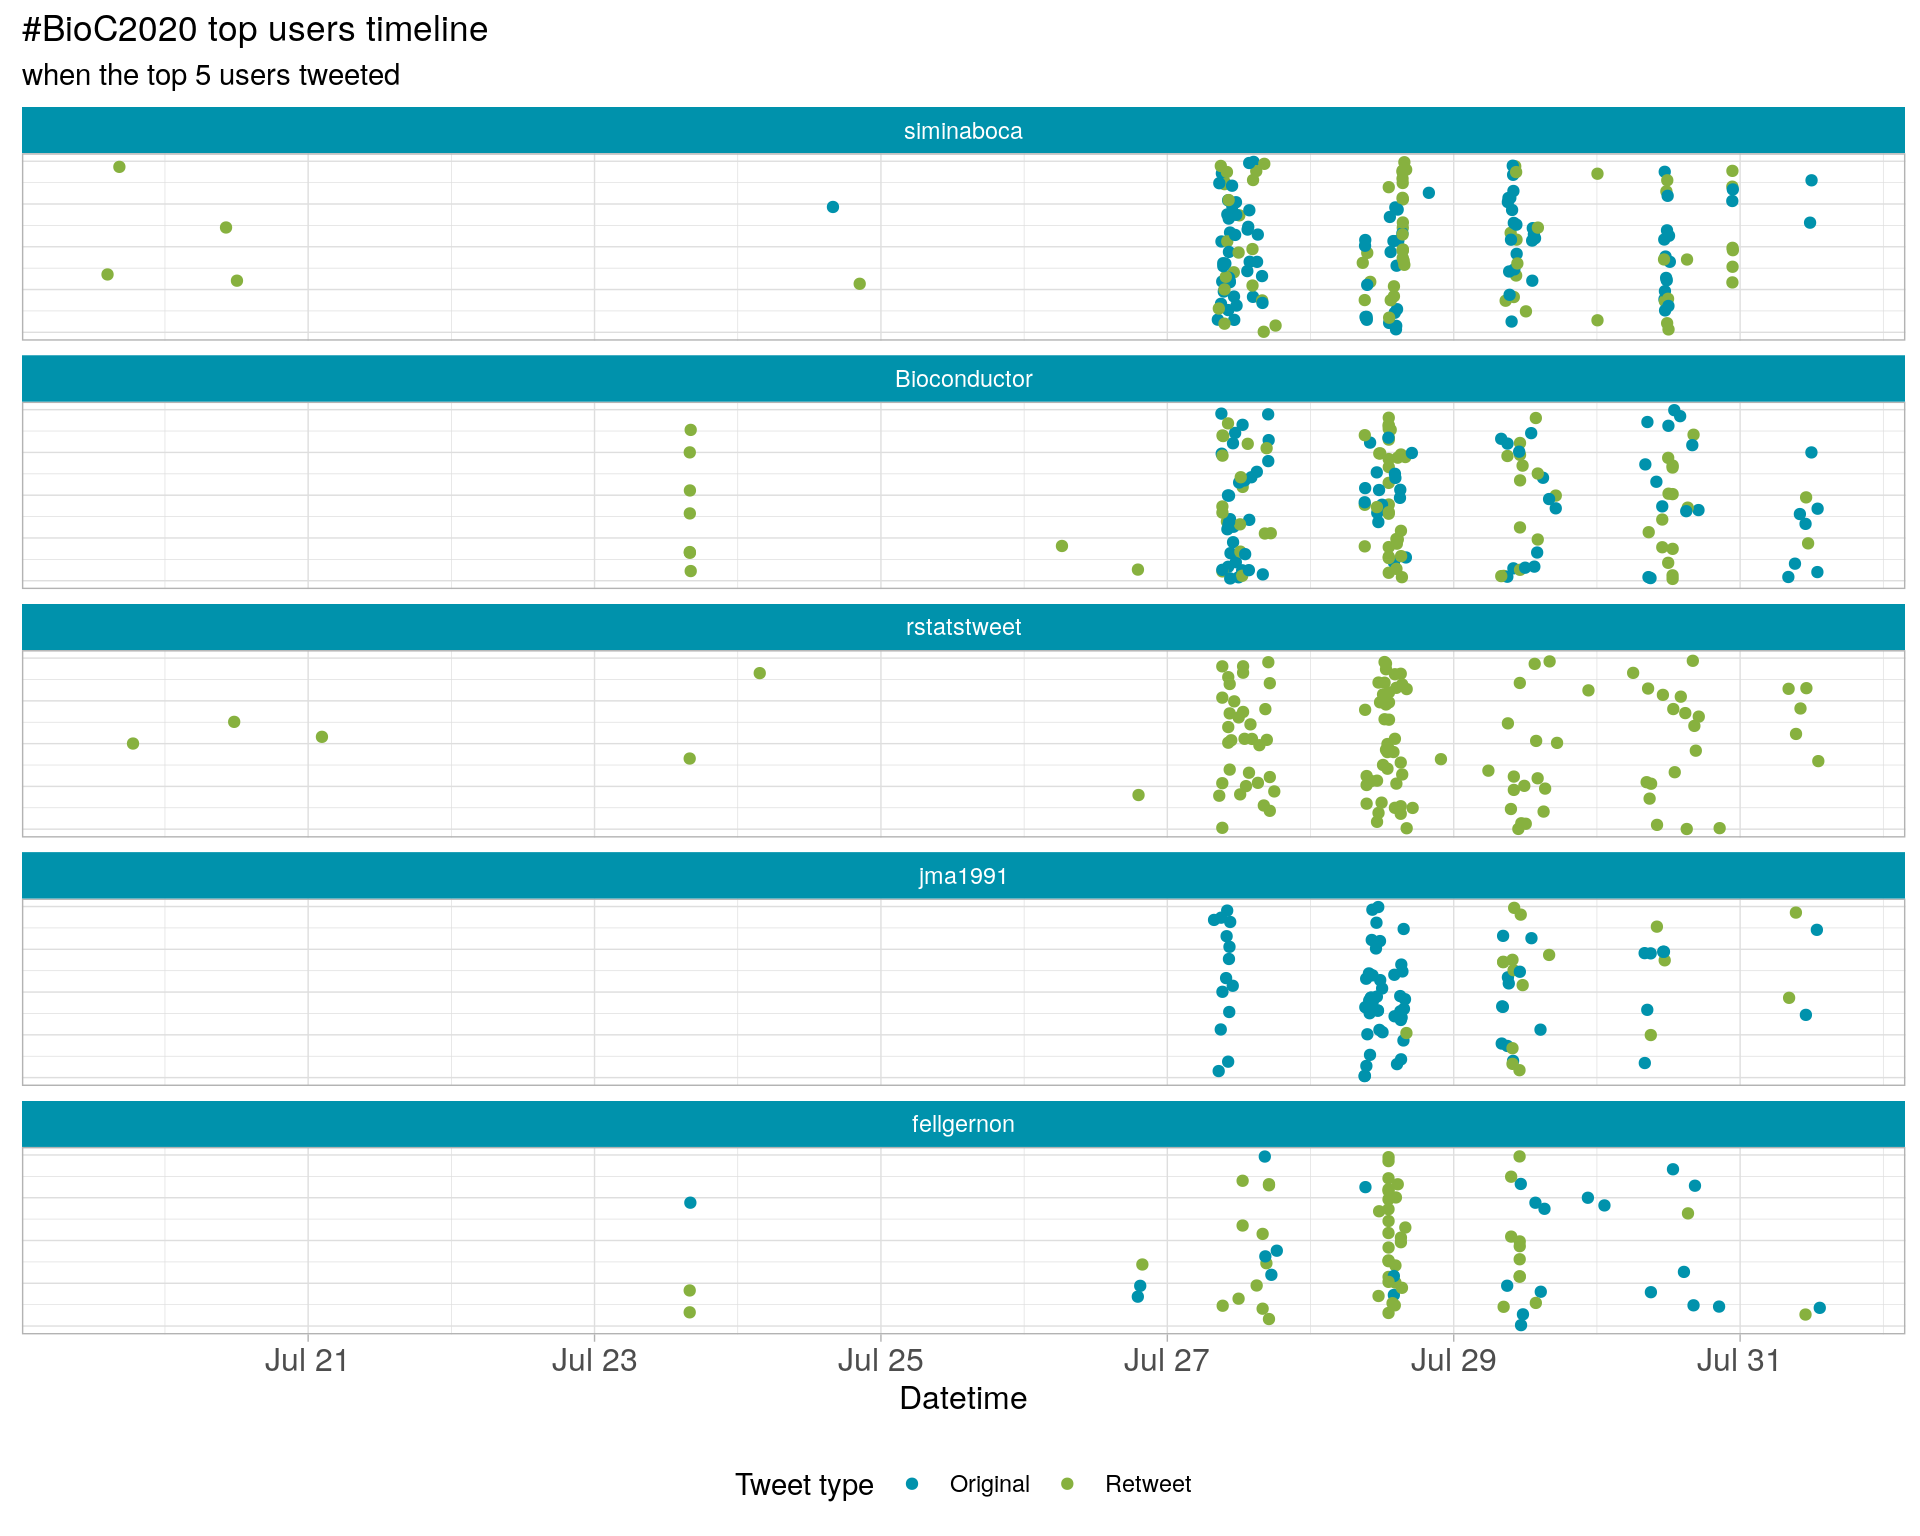 #BioC2020 top users timeline
when the top 5 users tweeted
siminaboca
Bioconductor
rstatstweet
jma1991
fellgernon
Jul 21 Jul 23 Jul 25 Jul 27 Jul 29 Jul 31
Datetime
Tweet type Original Retweet